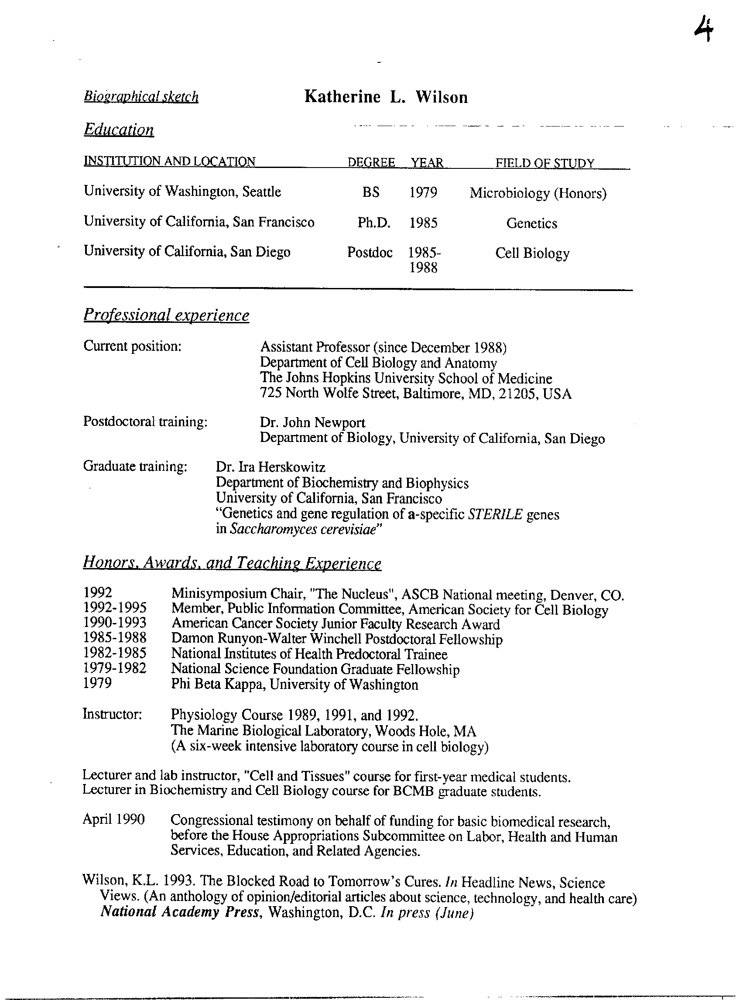 4
Biographical sketch Katherine L. Wilson
Education
INSTITUTION AND LOCATION DEGREE YEAR FIELD OF STUDY
University of Washington, Seattle BS 1979 Microbiology (Honors)
University of California, San Francisco Ph.D. 1985 Genetics
University of California, San Diego Postdoc 1985-
1988 Cell Biology
Professional experience
Current position: Assistant Professor (since December 1988)
Department of Cell Biology and Anatomy
The Johns Hopkins University School of Medicine
725 North Wolfe Street, Baltimore, MD, 21205, USA
Postdoctoral training: Dr. John Newport
Department of Biology, University of California, San Diego
Graduate training: Dr. Ira Herskowitz
Department of Biochemistry and Biophysics
University of California, San Francisco
"Genetics and gene regulation of a-specific STERILE genes
in Saccharomyces cerevisiae"
Honors, Awards, and Teaching Experience
1992 Minisymposium Chair, "The Nucleus", ASCB National meeting, Denver, CO.
1992-1995 Member, Public Information Committee, American Society for Cell Biology
1990-1993 American Cancer Society Junior Faculty Research Award
1985-1988 Damon Runyon-Walter Winchell Postdoctoral Fellowship
1982-1985 National Institutes of Health Predoctoral Trainee
1979-1982 National Science Foundation Graduate Fellowship
1979 Phi Beta Kappa, University of Washington
Instructor: Physiology Course 1989, 1991, and 1992.
The Marine Biological Laboratory, Woods Hole, MA
(A six-week intensive laboratory course in cell biology)
Lecturer and lab instructor, "Cell and Tissues" course for first-year medical students.
Lecturer in Biochemistry and Cell Biology course for BCMB graduate students.
April 1990 Congressional testimony on behalf of funding for basic biomedical research,
before the House Appropriations Subcommittee on Labor, Health and Human
Services, Education, and Related Agencies.
Wilson, K.L. 1993. The Blocked Road to Tomorrow's Cures. In Headline News, Science
Views. (An anthology of opinion/editorial articles about science, technology, and health care)
National Academy Press, Washington, D.C. In press (June)